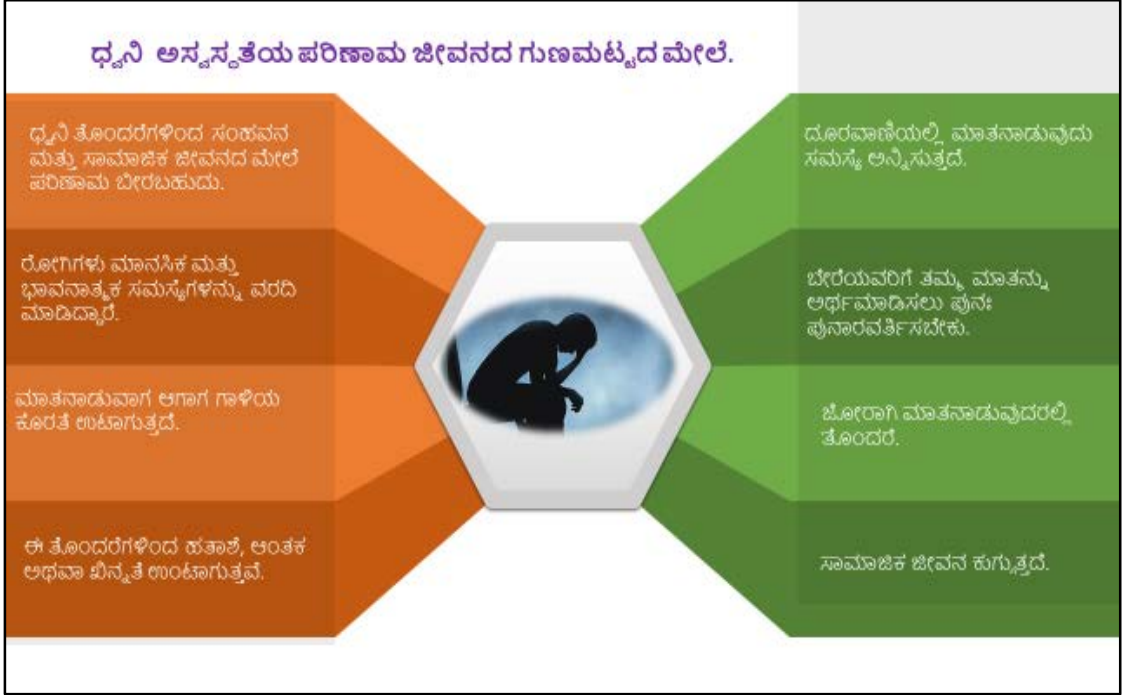 ಧ್ವನಿ ಅಸ್ವಸ್ಥತೆಯ ಪರಿಣಾಮ ಜೀವನದ ಗುಣಮಟ್ಟದ ಮೇಲೆ.
ಧ್ವನಿ ತೊಂದರೆಗಳಿಂದ ಸಂಹವನ
ಮತ್ತು ಸಾಮಾಜಿಕ ಜೀವನದ ಮೇಲೆ
ಪರಿಣಾಮ ಬೀರಬಹುದು.
ರೋಗಿಗಳು ಮಾನಸಿಕ ಮತ್ತು
ಭಾವನಾತ್ಮಕ ಸಮಸ್ಯೆಗಳನ್ನು ವರದಿ
ಮಾಡಿದ್ದಾರೆ.
ಮಾತನಾಡುವಾಗ ಆಗಾಗ ಗಾಳಿಯ
ಕೊರತೆ ಉಟಾಗುತ್ತದೆ.
ಈ ತೊಂದರೆಗಳಿಂದ ಹತಾಶೆ, ಆಂತಕ
ಅಥವಾ ಖಿನ್ನತೆ ಉಂಟಾಗುತ್ತವೆ.
ದೂರವಾಣಿಯಲ್ಲಿ ಮಾತನಾಡುವುದು
ಸಮಸ್ಯೆ ಅನ್ನಿಸುತ್ತದೆ.
ಬೇರೆಯವರಿಗೆ ತಮ್ಮ ಮಾತನ್ನು
ಅರ್ಥಮಾಡಿಸಲು ಪುನಃ
ಪುನಾರವರ್ತಿಸಬೇಕು.
ಜೋರಾಗಿ ಮಾತನಾಡುವುದರಲ್ಲಿ
ತೊಂದರೆ.
ಸಾಮಾಜಿಕ ಜೀವನ ಕುಗ್ಗುತ್ತದೆ.